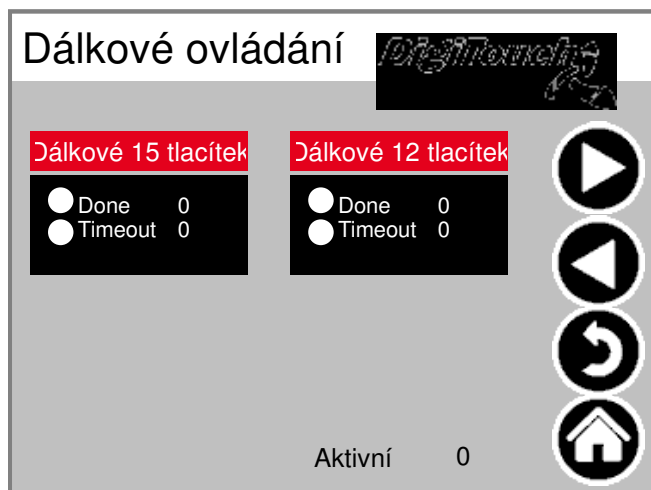 Dálkové ovládání
DigiTouch
Dálkové 15 tlacítek
Done 0
Timeout 0
Dálkové 12 tlacítek
Done 0
Timeout 0
Aktivní 0